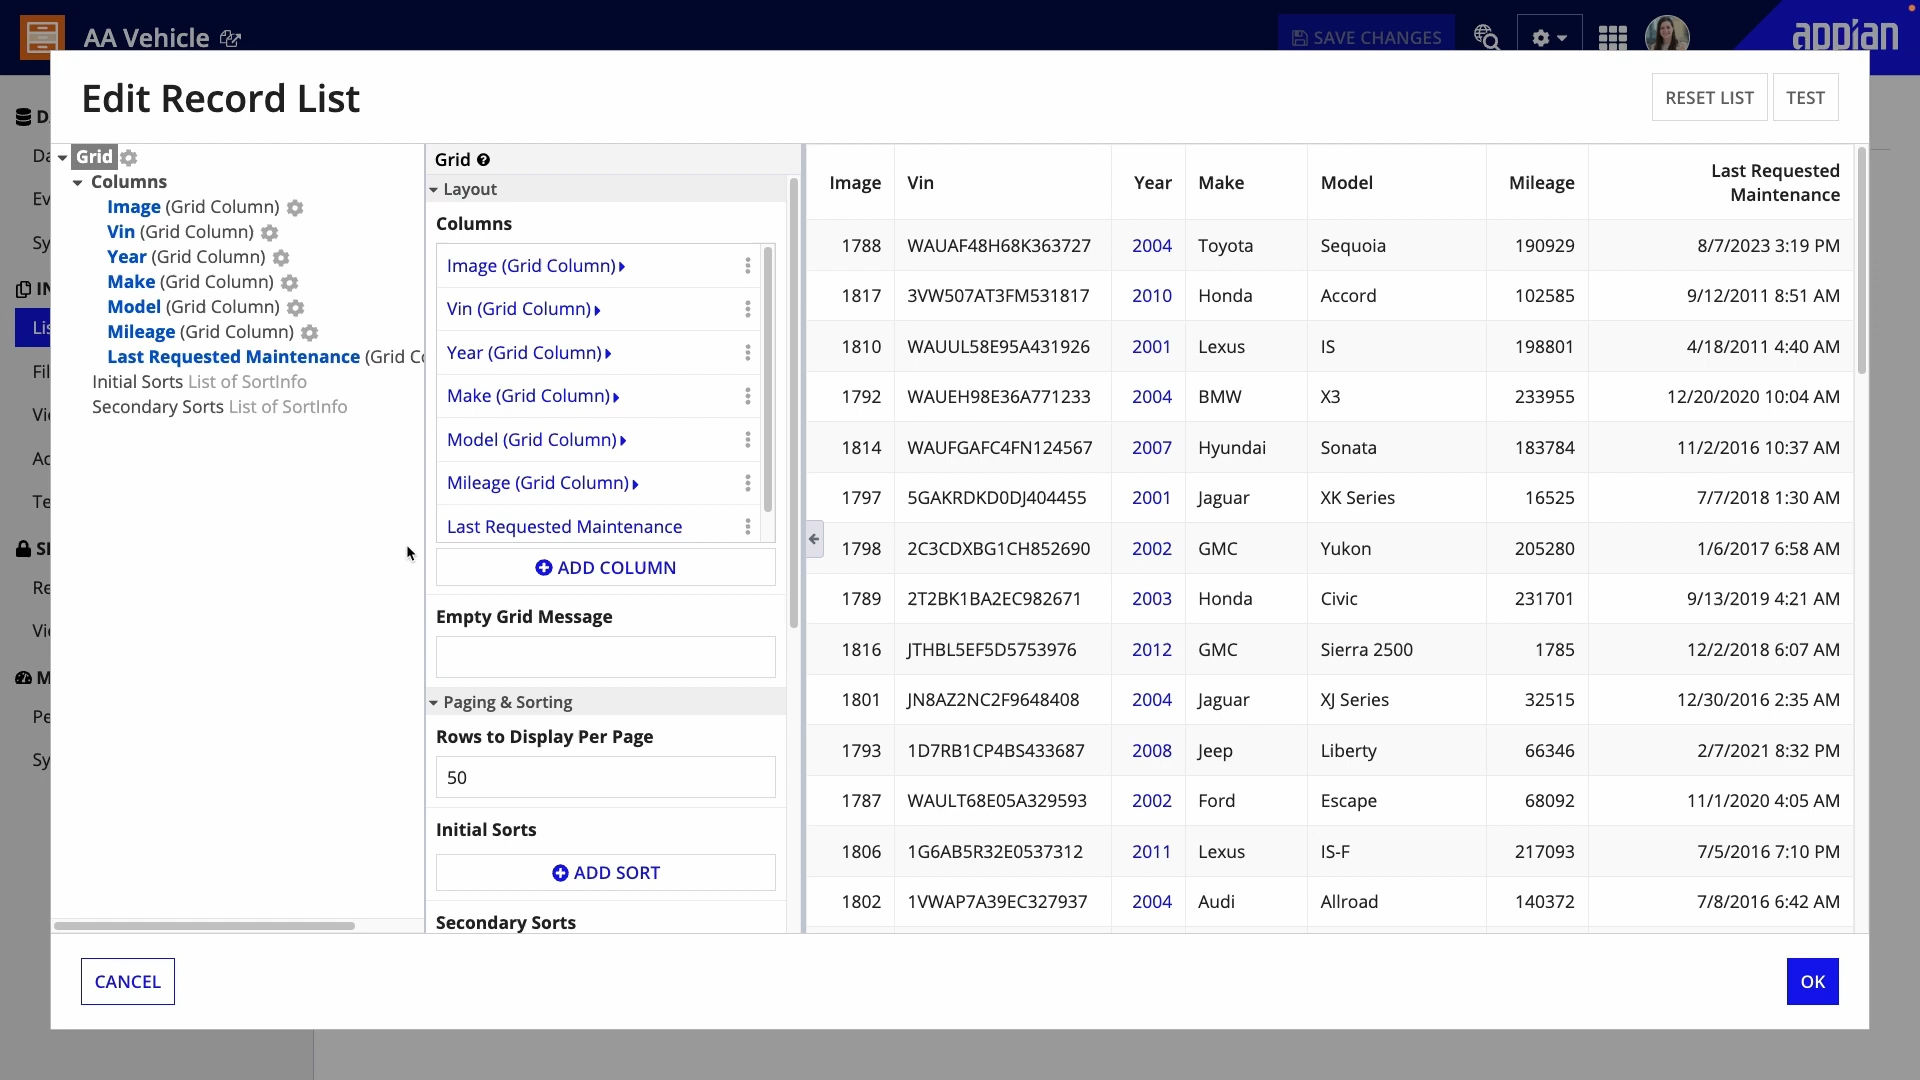 AA Vehicle
SAVE CHANGES
appian
Edit Record List
RESET LIST
TEST
Grid
Columns
Image (Grid Column)
Vin (Grid Column)
Year (Grid Column)
Make (Grid Column)
Model (Grid Column)
Mileage (Grid Column)
Last Requested Maintenance (Grid Co
Initial Sorts List of SortInfo
Secondary Sorts List of SortInfo
Grid
Layout
Columns
Image (Grid Column)
Vin (Grid Column)
Year (Grid Column)
Make (Grid Column)
Model (Grid Column)
Mileage (Grid Column)
Last Requested Maintenance
ADD COLUMN
Empty Grid Message
Paging & Sorting
Rows to Display Per Page
50
Initial Sorts
ADD SORT
Secondary Sorts
Image Vin Year Make Model Mileage Last Requested
Maintenance
1788 WAUAF48H68K363727 2004 Toyota Sequoia 190929 8/7/2023 3:19 PM
1817 3VW507AT3FM531817 2010 Honda Accord 102585 9/12/2011 8:51 AM
1810 WAUUL58E95A431926 2001 Lexus IS 198801 4/18/2011 4:40 AM
1792 WAUEH98E36A771233 2004 BMW X3 233955 12/20/2020 10:04 AM
1814 WAUFGAFC4FN124567 2007 Hyundai Sonata 183784 11/2/2016 10:37 AM
1797 5GAKRDKD0DJ404455 2001 Jaguar XK Series 16525 7/7/2018 1:30 AM
1798 2C3CDXBG1CH852690 2002 GMC Yukon 205280 1/6/2017 6:58 AM
1789 2T2BK1BA2EC982671 2003 Honda Civic 231701 9/13/2019 4:21 AM
1816 JTHBL5EF5D5753976 2012 GMC Sierra 2500 1785 12/2/2018 6:07 AM
1801 JN8AZ2NC2F9648408 2004 Jaguar XJ Series 32515 12/30/2016 2:35 AM
1793 1D7RB1CP4BS433687 2008 Jeep Liberty 66346 2/7/2021 8:32 PM
1787 WAULT68E05A329593 2002 Ford Escape 68092 11/1/2020 4:05 AM
1806 1G6AB5R32E0537312 2011 Lexus IS-F 217093 7/5/2016 7:10 PM
1802 1VWAP7A39EC327937 2004 Audi Allroad 140372 7/8/2016 6:42 AM
CANCEL
OK